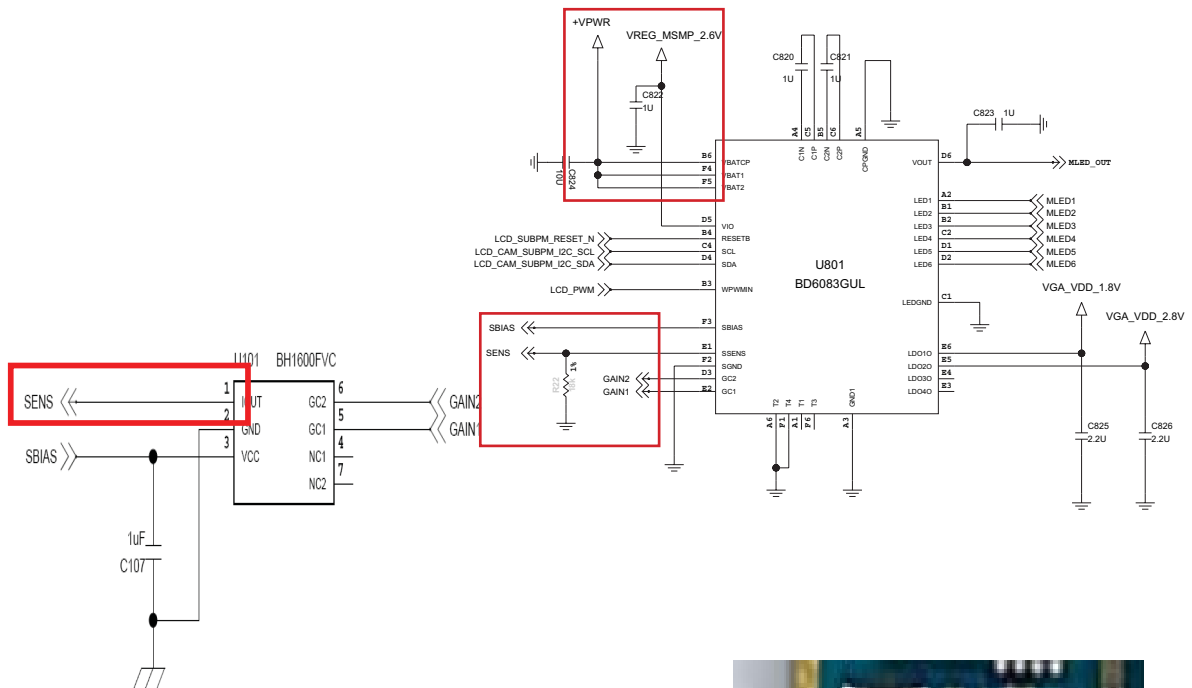 +VPWR
VREG_MSMP_2.6V
C820
1U
C821
1U
C822
1U
C823 1U
C824
10U
A4 C5 B5 C6 A5
C1N C1P C2N C2P CPGND
B6 VBATCP
F4 VBAT1
F5 VBAT2
D5 VIO
LCD_SUBPM_RESET_N B4 RESETB
LCD_CAM_SUBPM_I2C_SCL C4 SCL
LCD_CAM_SUBPM_I2C_SDA D4 SDA
LCD_PWM B3 WPWMIN
SBIAS F3 SBIAS
SENS E1 SSENS
F2 SGND
GAIN2 D3 GC2
GAIN1 E2 GC1
R22 1%
U801
BD6083GUL
VOUT D6 MLED_OUT
LED1 A2 MLED1
LED2 B1 MLED2
LED3 B2 MLED3
LED4 C2 MLED4
LED5 D1 MLED5
LED6 D2 MLED6
LEDGND C1
VGA_VDD_1.8V
VGA_VDD_2.8V
LDO1O E6
LDO2O E5
LDO3O E4
LDO4O E3
T2 T4 T1 T3 GND1
A6 F1 A1 F6 A3
C825
2.2U
C826
2.2U
U101 BH1600FVC
SENS 1 IOUT
2 GND
SBIAS 3 VCC
GC2 6 GAIN2
GC1 5 GAIN1
NC1 4
NC2 7
1uF
C107